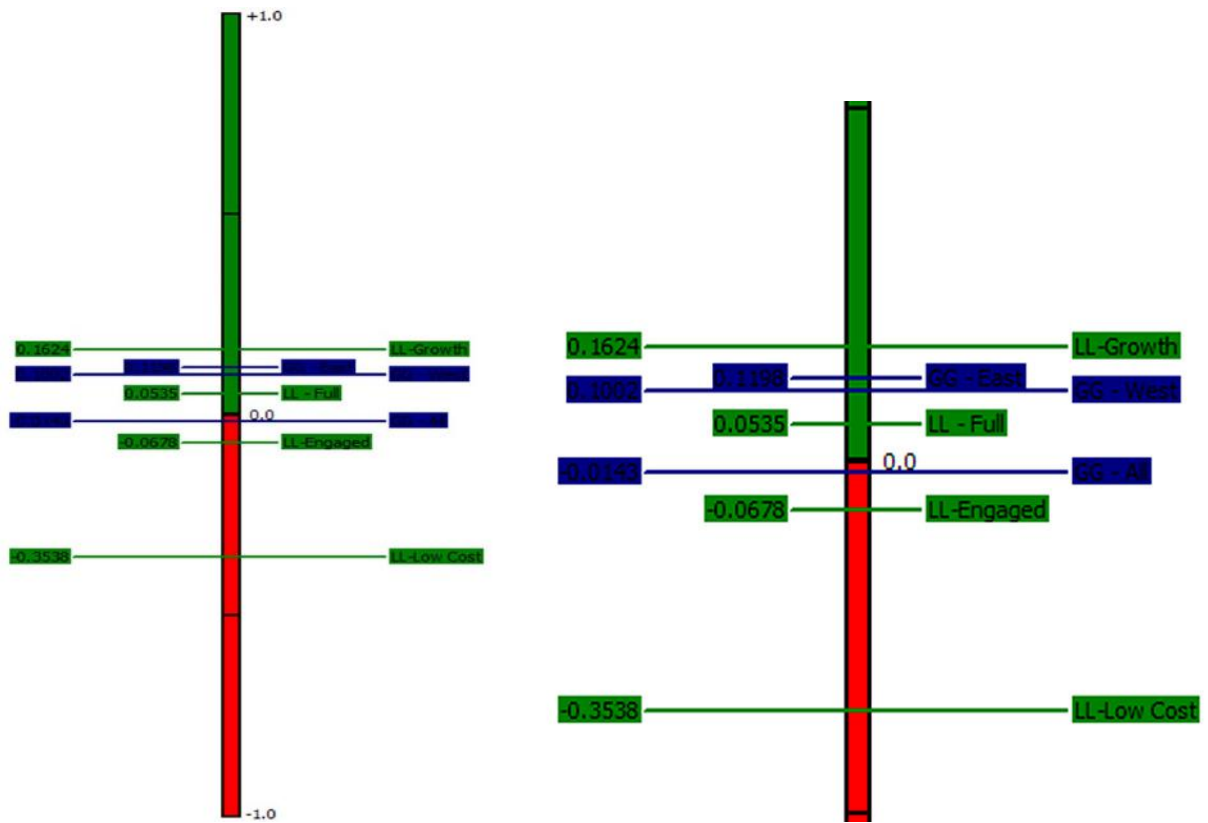 +1.0
0.1624 LL-Growth
0.0535 LL - Full
0.0
-0.0678 LL-Engaged
-0.3538 LL-Low Cost
-1.0
0.1624 LL-Growth
0.1198 GG - East
0.1002 GG - West
0.0535 LL - Full
0.0
-0.0143 GG - All
-0.0678 LL-Engaged
-0.3538 LL-Low Cost